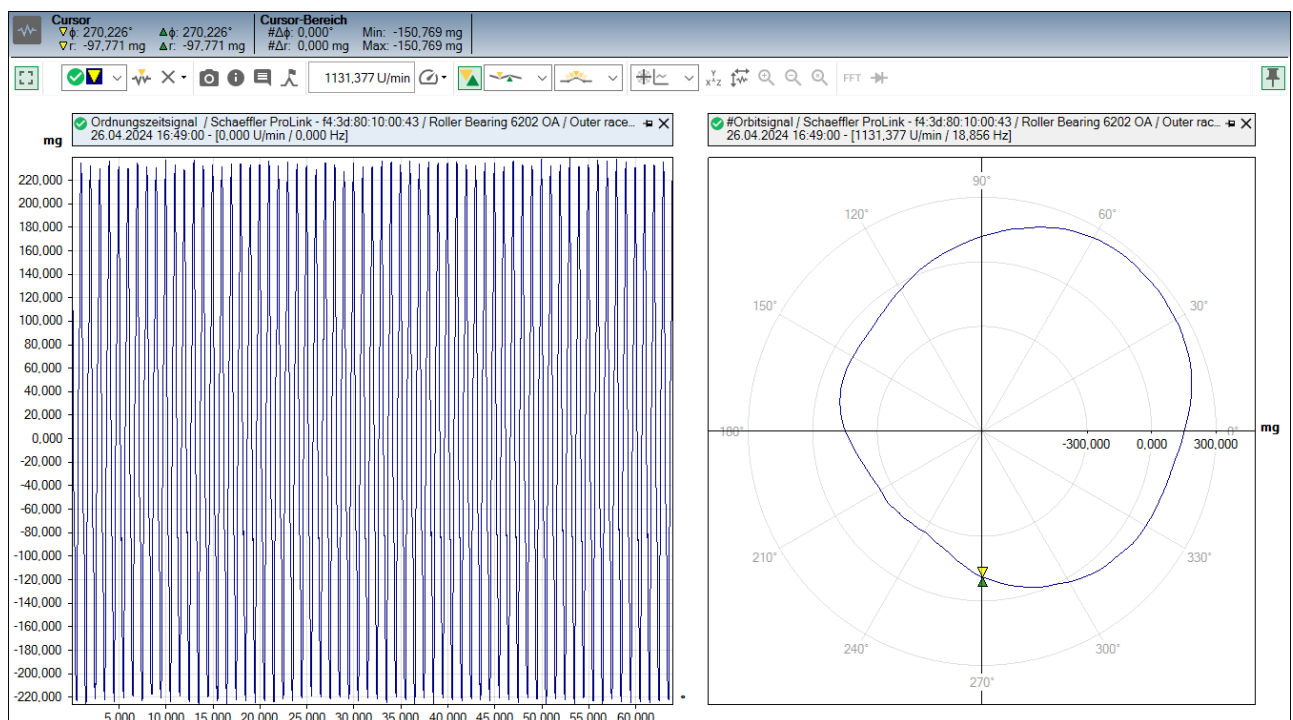 Cursor
φ: 270,226° φ: 270,226°
r: -97,771 mg r: -97,771 mg
Cursor-Bereich
#Δφ: 0,000° Min: -150,769 mg
#Δr: 0,000 mg Max: -150,769 mg
1131,377 U/min
Y
X Z
FFT
Ordnungszeitsignal / Schaeffler ProLink - f4:3d:80:10:00:43 / Roller Bearing 6202 OA / Outer race...
26.04.2024 16:49:00 - [0,000 U/min / 0,000 Hz]
mg
220,000
200,000
180,000
160,000
140,000
120,000
100,000
80,000
60,000
40,000
20,000
0,000
-20,000
-40,000
-60,000
-80,000
-100,000
-120,000
-140,000
-160,000
-180,000
-200,000
-220,000
5,000 10,000 15,000 20,000 25,000 30,000 35,000 40,000 45,000 50,000 55,000 60,000
#Orbitsignal / Schaeffler ProLink - f4:3d:80:10:00:43 / Roller Bearing 6202 OA / Outer rac...
26.04.2024 16:49:00 - [1131,377 U/min / 18,856 Hz]
90°
120° 60°
150° 30°
180° 0° mg
-300,000 0,000 300,000
210° 330°
240° 300°
270°